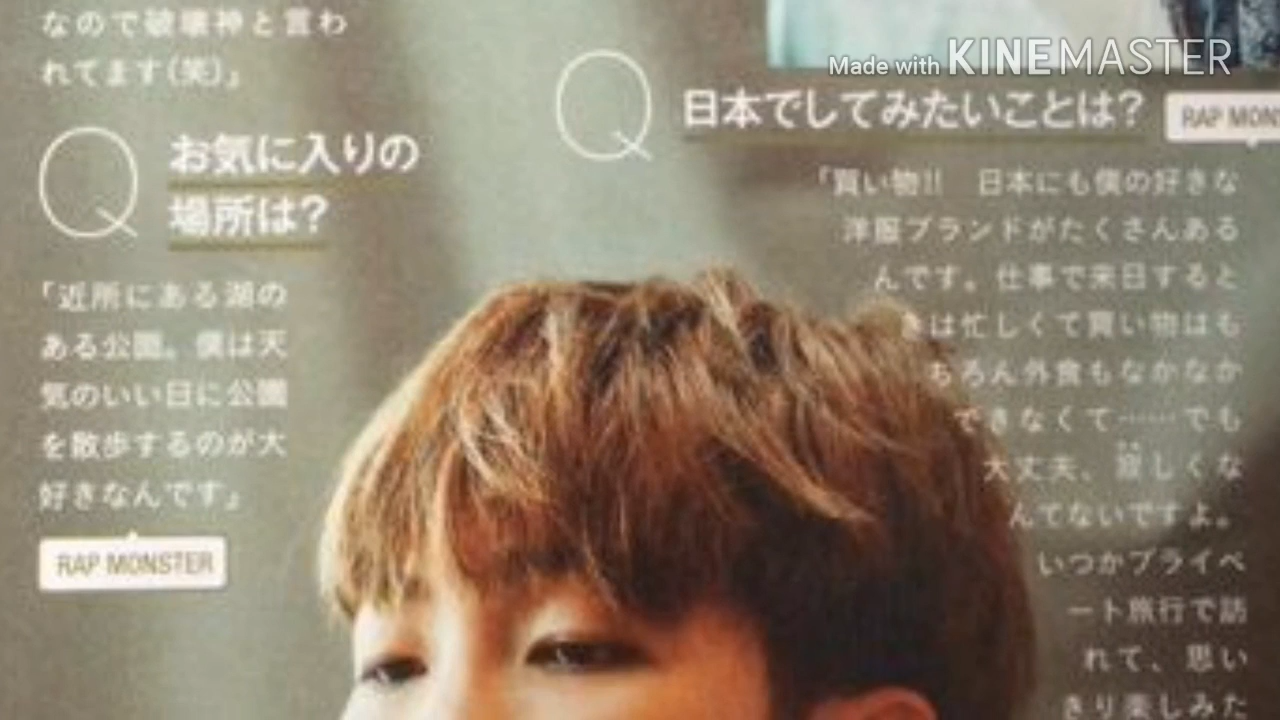 なので破壊神と言わ
れてます(笑)」
Q お気に入りの
場所は?
「近所にある湖の
ある公園。僕は天
気のいい日に公園
を散歩するのが大
好きなんです」
RAP MONSTER
Made with KINEMASTER
Q 日本でしてみたいことは?
RAP MONS
「買い物!! 日本にも僕の好きな
洋服ブランドがたくさんある
んです。仕事で来日すると
きは忙しくて買い物はも
ちろん外食もなかなか
できなくて……でも
大丈夫、寂しくな
んてないですよ。
いつかプライベ
ート旅行で訪
れて、思い
きり楽しみた